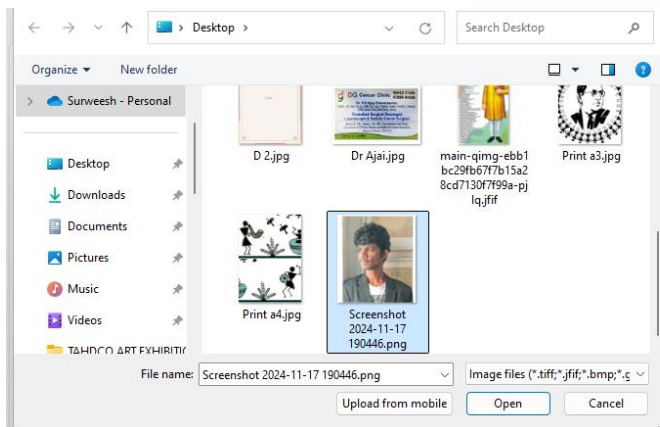 Desktop
Search Desktop
Organize
New folder
Surweesh - Personal
Desktop
Downloads
Documents
Pictures
Music
Videos
TAHDCO ART EXHIBITIO
D 2.jpg
Dr Ajai.jpg
main-qimg-ebb1
bc29fb67f7b15a2
8cd7130f7f99a-pj
lq.jfif
Print a3.jpg
DG Cancer Clinic
Print a4.jpg
Screenshot
2024-11-17
190446.png
File name: Screenshot 2024-11-17 190446.png
Image files (*.tiff;*.jfif;*.bmp;*.g
Upload from mobile
Open
Cancel